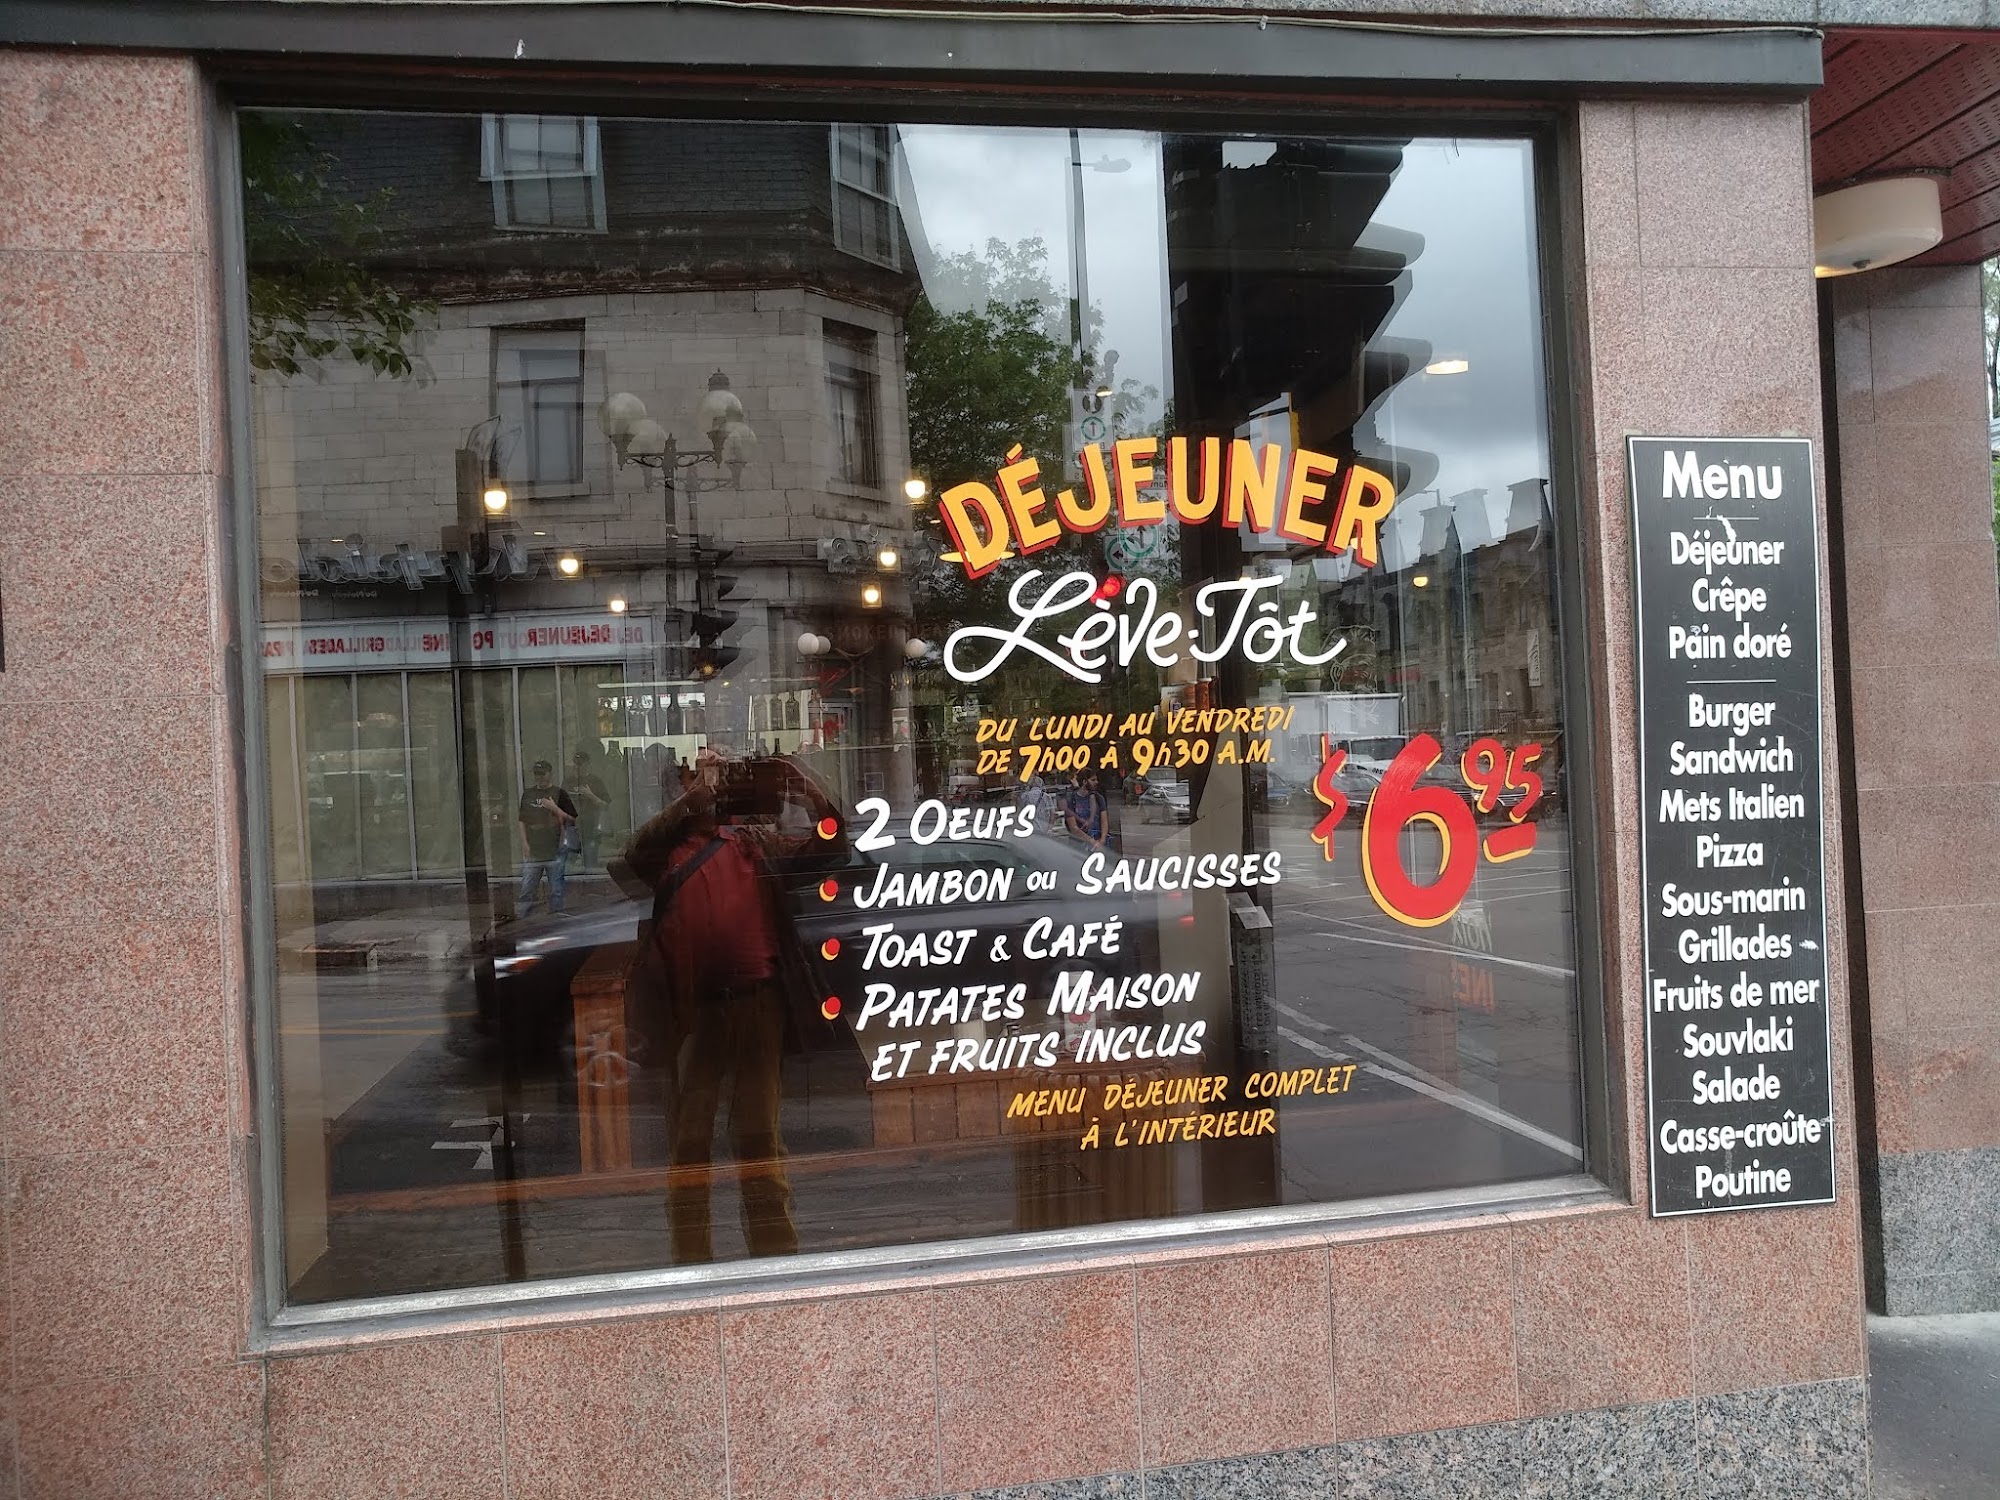 DÉJEUNER
Lève-Tôt
DU LUNDI AU VENDREDI
DE 7h00 À 9h30 A.M.
$6.95
2 OEUFS
JAMBON OU SAUCISSES
TOAST & CAFÉ
PATATES MAISON
ET FRUITS INCLUS
MENU DÉJEUNER COMPLET
À L'INTÉRIEUR
Menu
Déjeuner
Crêpe
Pain doré
Burger
Sandwich
Mets Italien
Pizza
Sous-marin
Grillades
Fruits de mer
Souvlaki
Salade
Casse-croûte
Poutine